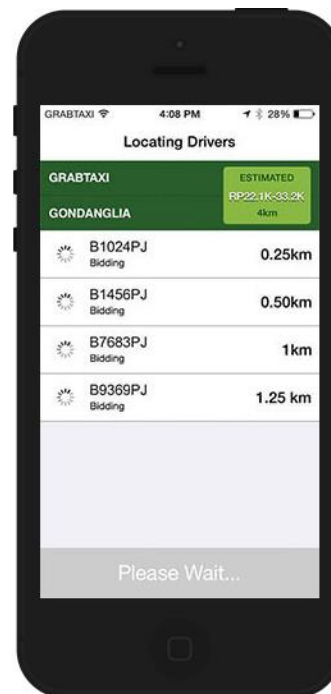 GRABTAXI 4:08 PM 28%
Locating Drivers
GRABTAXI
ESTIMATED
RP22.1K-33.2K
GONDANGLIA
4km
B1024PJ
Bidding
0.25km
B1456PJ
Bidding
0.50km
B7683PJ
Bidding
1km
B9369PJ
Bidding
1.25 km
Please Wait...